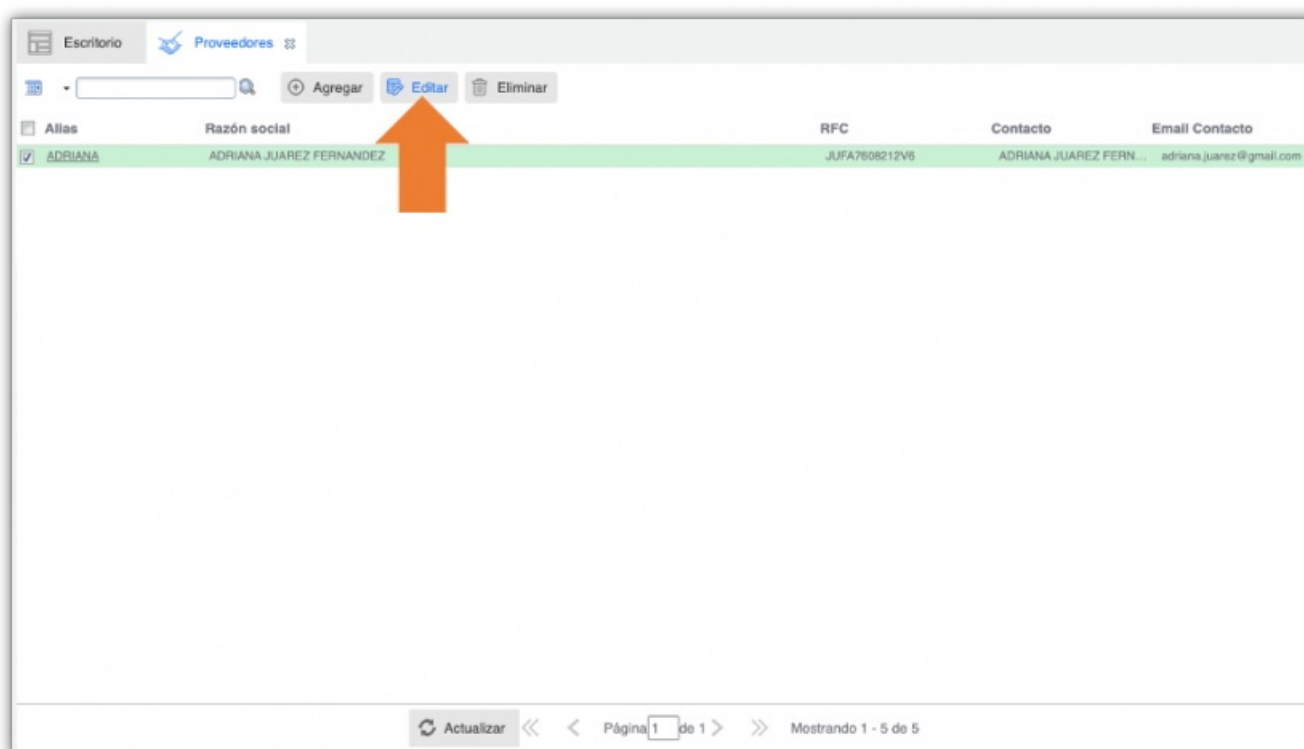 Escritorio Proveedores
Agregar Editar Eliminar
Alias Razón social RFC Contacto Email Contacto
ADRIANA ADRIANA JUAREZ FERNANDEZ JUFA7608212V6 ADRIANA JUAREZ FERN... adriana.juarez@gmail.com
Actualizar Página 1 de 1 Mostrando 1 - 5 de 5